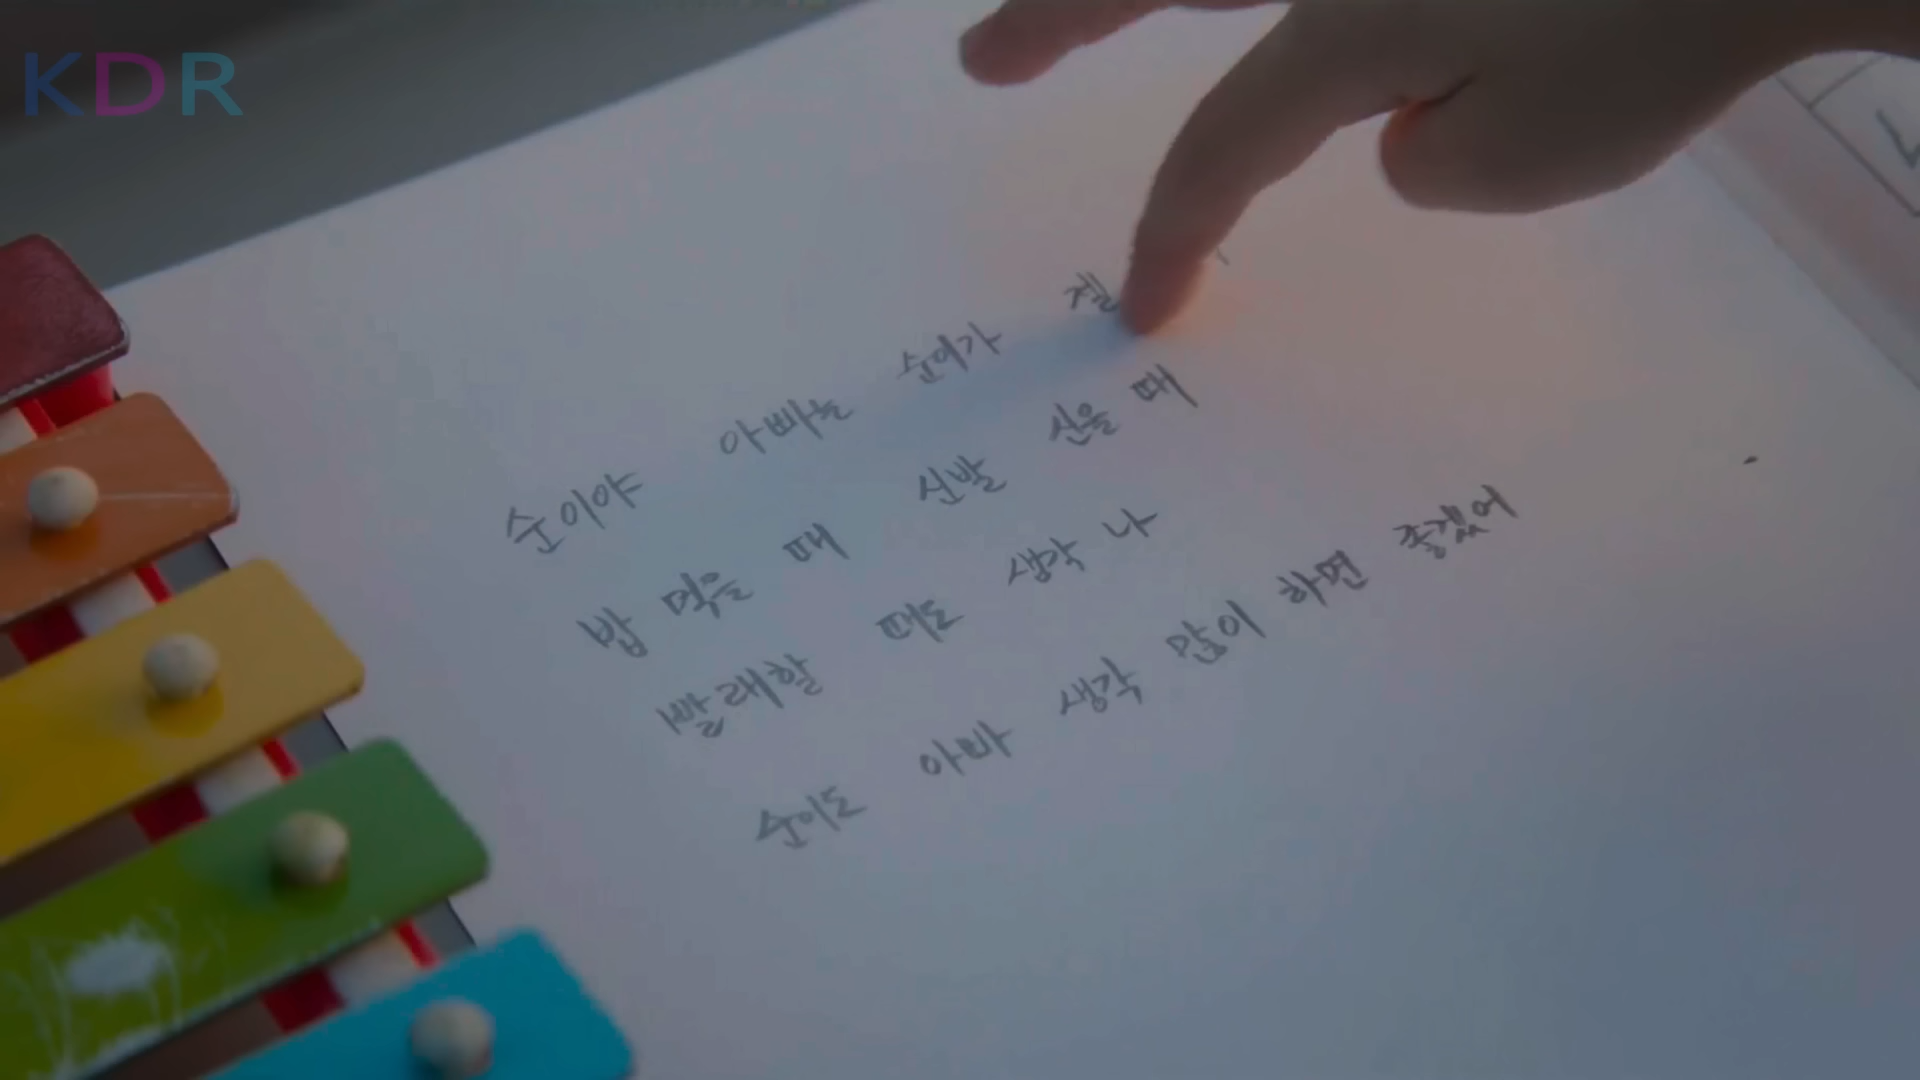 KDR
순이야 아빠는 순이가 젤
밥 먹을 때 신발 신을 때
빨래할 때도 생각 나
순이도 아빠 생각 많이 하면 좋겠어